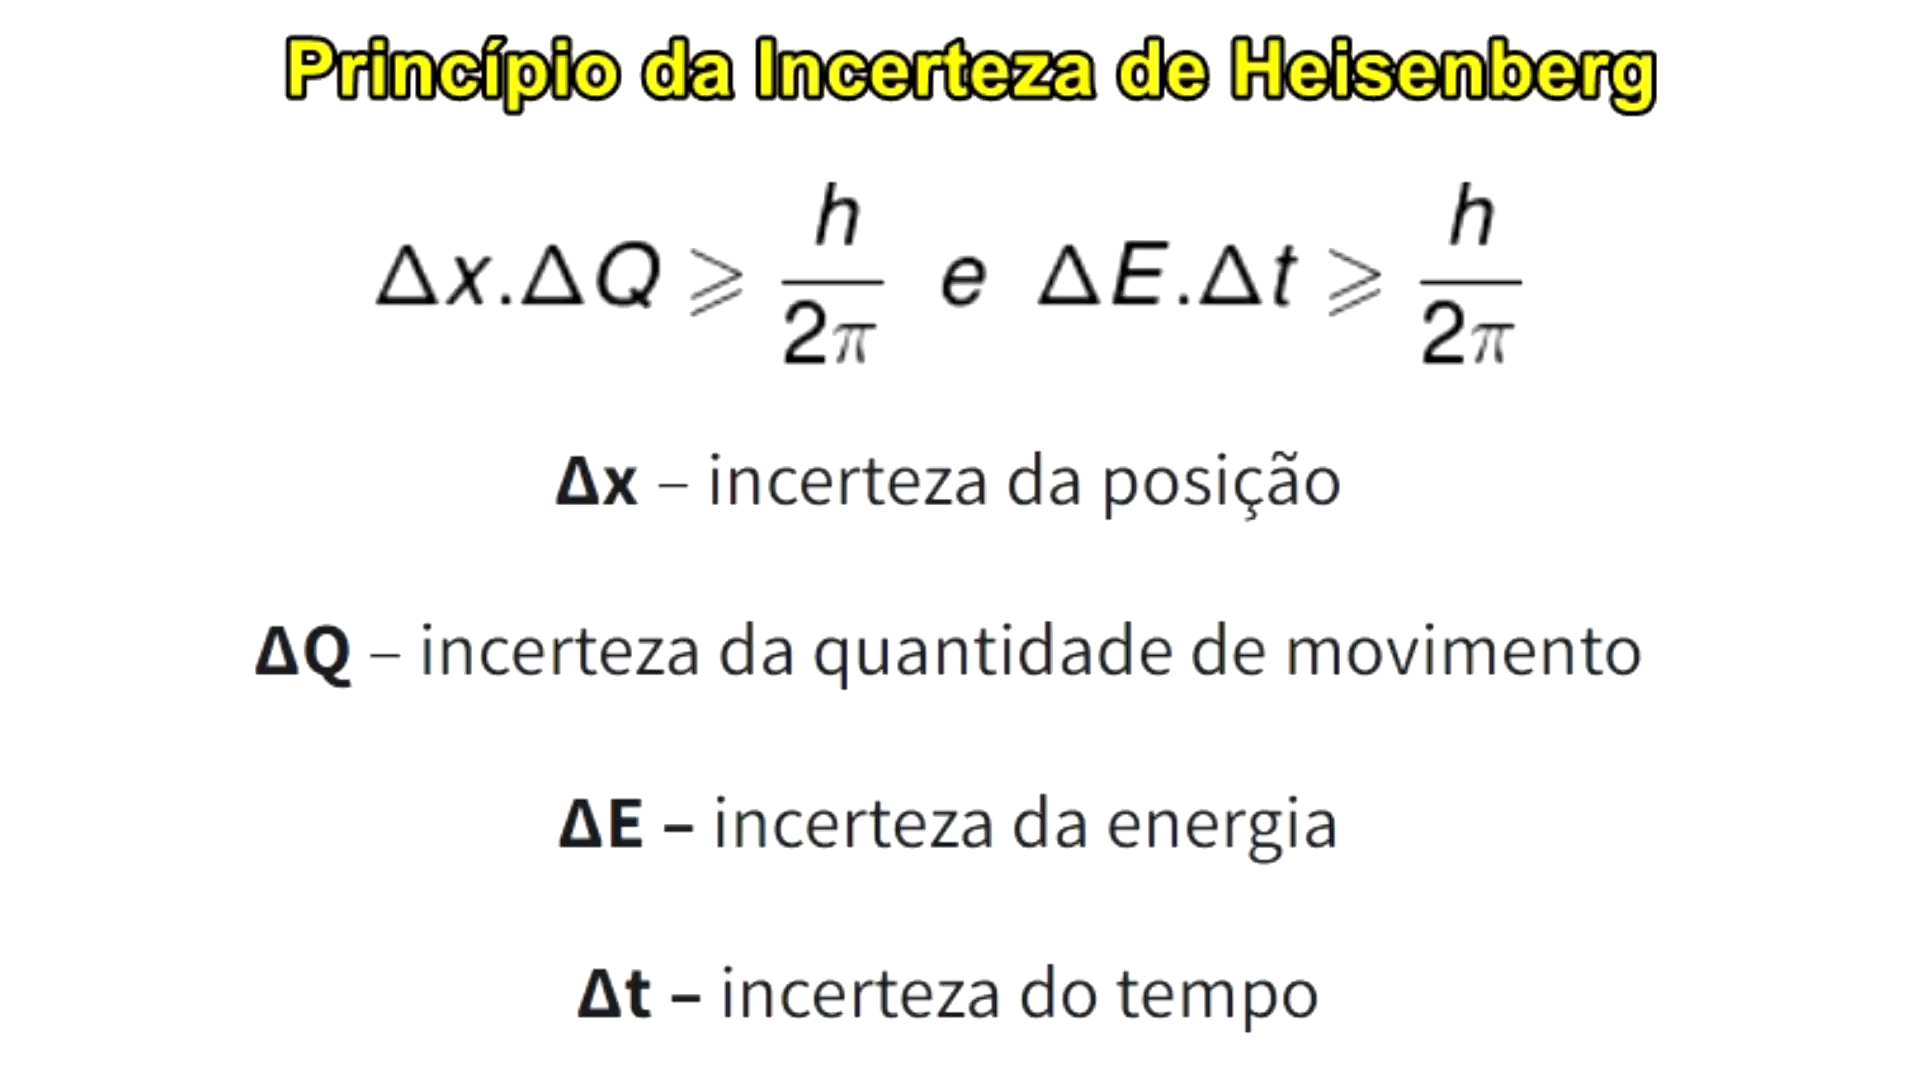 Princípio da Incerteza de Heisenberg
Δx.ΔQ ⩾ h/2π e ΔE.Δt ⩾ h/2π
Δx – incerteza da posição
ΔQ – incerteza da quantidade de movimento
ΔE – incerteza da energia
Δt – incerteza do tempo